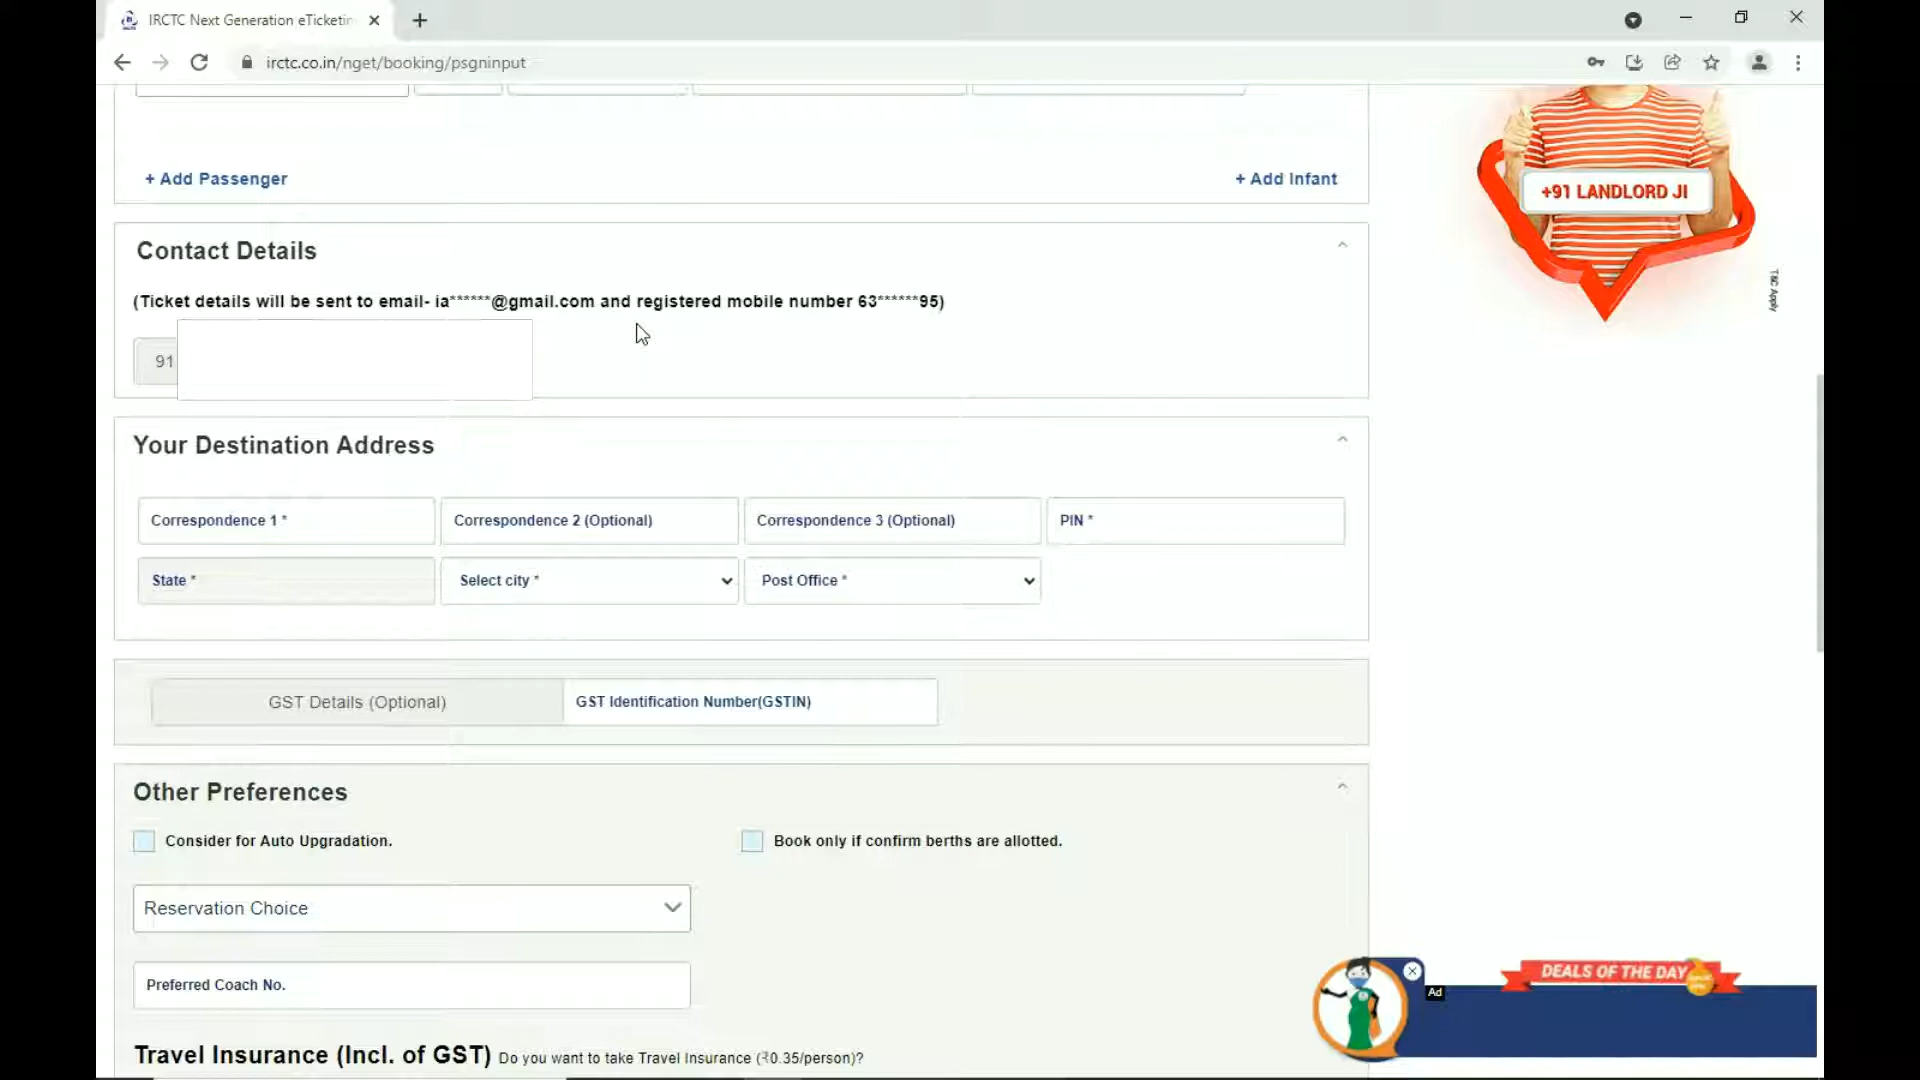 IRCTC Next Generation eTicketin
irctc.co.in/nget/booking/psgninput
+ Add Passenger
+ Add Infant
+91 LANDLORD JI
T&C Apply
Contact Details
(Ticket details will be sent to email- ia******@gmail.com and registered mobile number 63******95)
91
Your Destination Address
Correspondence 1 *
Correspondence 2 (Optional)
Correspondence 3 (Optional)
PIN *
State *
Select city *
Post Office *
GST Details (Optional)
GST Identification Number(GSTIN)
Other Preferences
Consider for Auto Upgradation.
Book only if confirm berths are allotted.
Reservation Choice
Preferred Coach No.
DEALS OF THE DAY
Ad
Travel Insurance (Incl. of GST) Do you want to take Travel Insurance (₹0.35/person)?